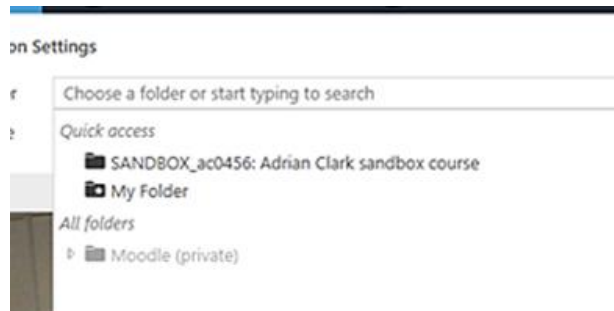 on Settings
r
Choose a folder or start typing to search
e
Quick access
SANDBOX_ac0456: Adrian Clark sandbox course
My Folder
All folders
Moodle (private)